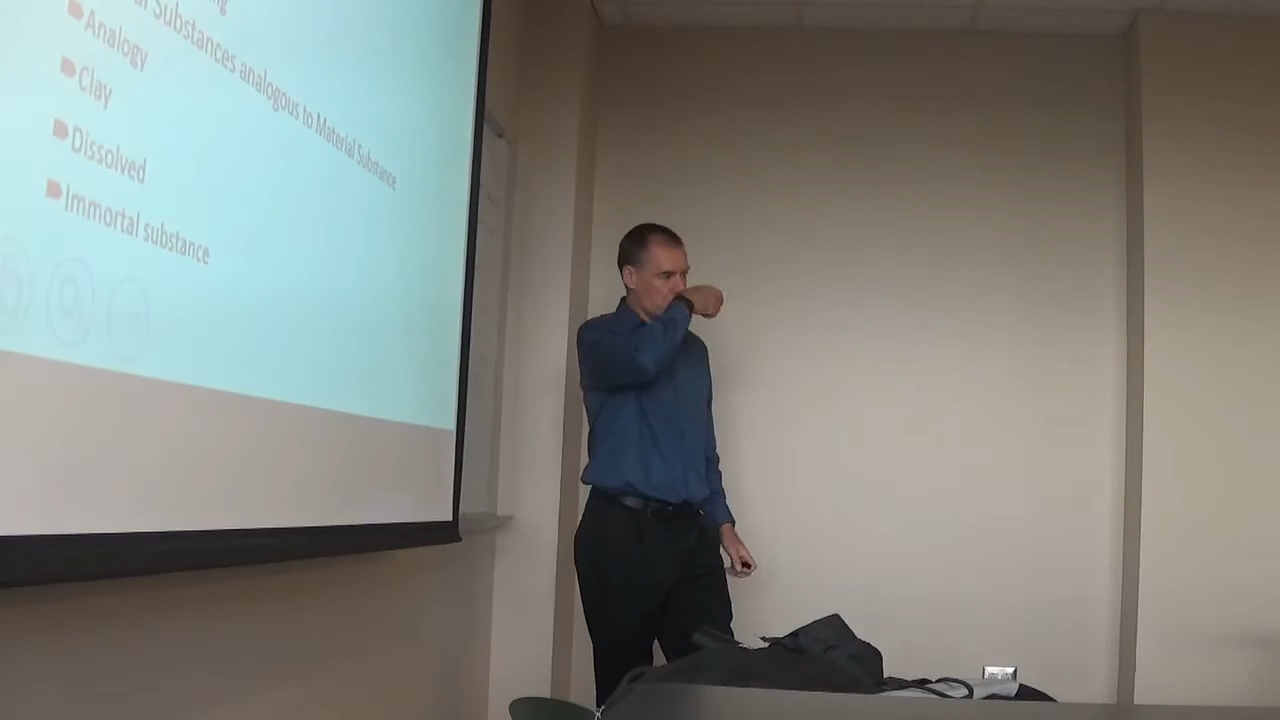 Substances analogous to Material Substance
Analogy
Clay
Dissolved
Immortal substance